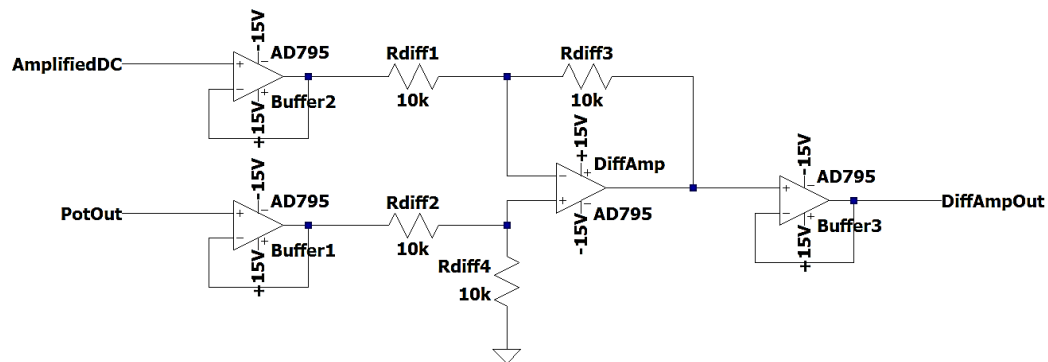 -15V
AD795
AmplifiedDC
Buffer2
+15V
Rdiff1
10k
Rdiff3
10k
+15V
DiffAmp
AD795
-15V
-15V
AD795
PotOut
Buffer1
+15V
Rdiff2
10k
Rdiff4
10k
-15V
AD795
DiffAmpOut
Buffer3
+15V